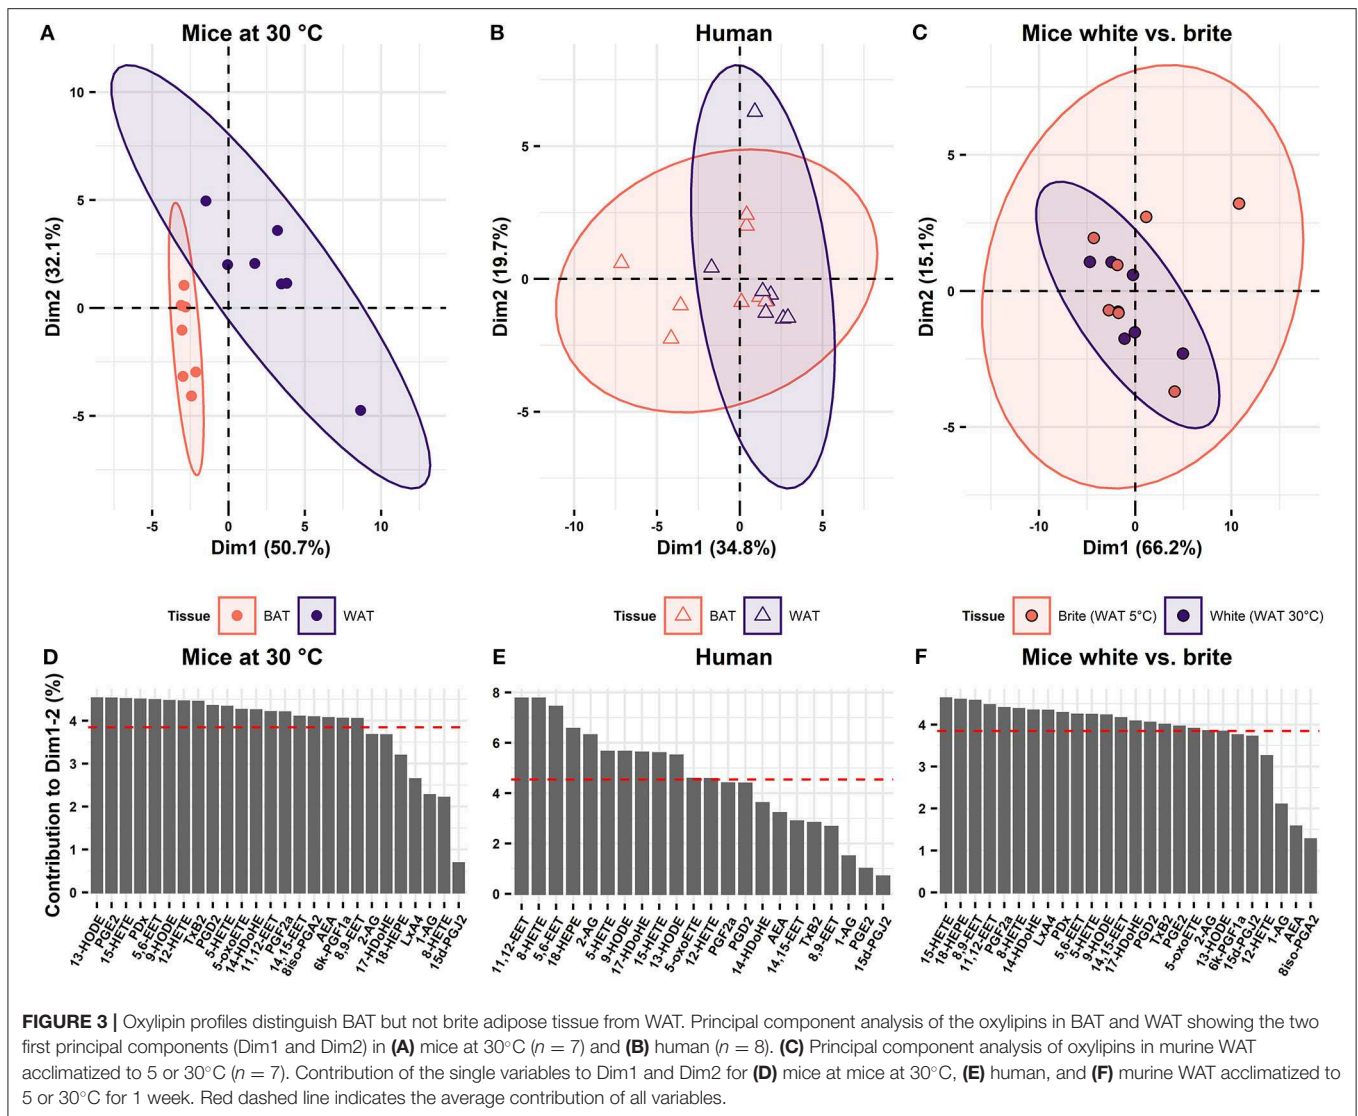 A Mice at 30 °C
B Human
C Mice white vs. brite
Dim2 (32.1%)
10
5
0
-5
-5 0 5 10
Dim1 (50.7%)
Dim2 (19.7%)
5
0
-5
-10 -5 0 5
Dim1 (34.8%)
Dim2 (15.1%)
5
0
-5
-10 0 10
Dim1 (66.2%)
Tissue BAT WAT
Tissue BAT WAT
Tissue Brite (WAT 5°C) White (WAT 30°C)
D Mice at 30 °C
E Human
F Mice white vs. brite
Contribution to Dim1-2 (%)
4
3
2
1
0
13-HODE
PGE2
15-HETE
PDx
5,6-EET
9-HODE
12-HETE
TxB2
PGD2
5-HETE
5-oxoETE
14-HDoHE
11,12-EET
PGF2a
14,15-EET
8iso-PGA2
AEA
6k-PGF1a
8,9-EET
2-AG
17-HDoHE
18-HEPE
LxA4
1-AG
8-HETE
15d-PGJ2
8
6
4
2
0
11,12-EET
8-HETE
5,6-EET
18-HEPE
2-AG
5-HETE
9-HODE
17-HDoHE
15-HETE
13-HODE
5-oxoETE
12-HETE
PGF2a
PGD2
14-HDoHE
AEA
14,15-EET
TxB2
8,9-EET
1-AG
PGE2
15d-PGJ2
4
3
2
1
0
15-HETE
18-HEPE
8,9-EET
11,12-EET
PGF2a
8-HETE
14-HDoHE
LxA4
PDx
5,6-EET
5-HETE
9-HODE
14,15-EET
17-HDoHE
PGD2
TxB2
PGE2
5-oxoETE
2-AG
13-HODE
6k-PGF1a
15d-PGJ2
12-HETE
1-AG
AEA
8iso-PGA2
FIGURE 3 | Oxylipin profiles distinguish BAT but not brite adipose tissue from WAT. Principal component analysis of the oxylipins in BAT and WAT showing the two
first principal components (Dim1 and Dim2) in (A) mice at 30°C (n = 7) and (B) human (n = 8). (C) Principal component analysis of oxylipins in murine WAT
acclimatized to 5 or 30°C (n = 7). Contribution of the single variables to Dim1 and Dim2 for (D) mice at mice at 30°C, (E) human, and (F) murine WAT acclimatized to
5 or 30°C for 1 week. Red dashed line indicates the average contribution of all variables.